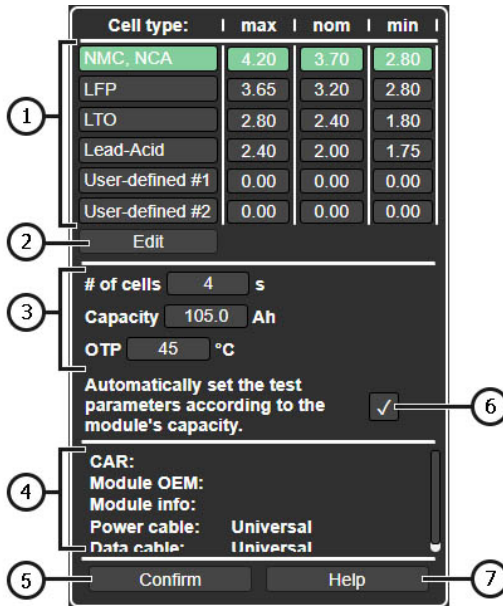 Cell type: max nom min
NMC, NCA 4.20 3.70 2.80
LFP 3.65 3.20 2.80
LTO 2.80 2.40 1.80
Lead-Acid 2.40 2.00 1.75
User-defined #1 0.00 0.00 0.00
User-defined #2 0.00 0.00 0.00
Edit
# of cells 4 s
Capacity 105.0 Ah
OTP 45 °C
Automatically set the test
parameters according to the
module's capacity. ✓
CAR:
Module OEM:
Module info:
Power cable: Universal
Data cable: Universal
Confirm Help
1
2
3
4
5
6
7